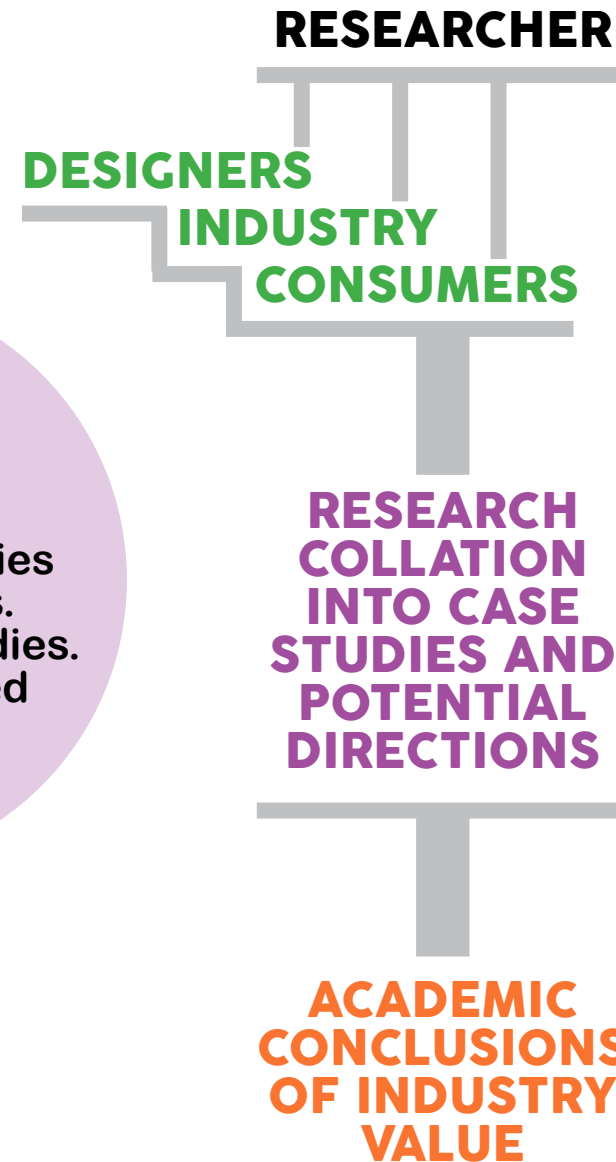 RESEARCHER
DESIGNERS
INDUSTRY
CONSUMERS
RESEARCH
COLLATION
INTO CASE
STUDIES AND
POTENTIAL
DIRECTIONS
ACADEMIC
CONCLUSIONS
OF INDUSTRY
VALUE